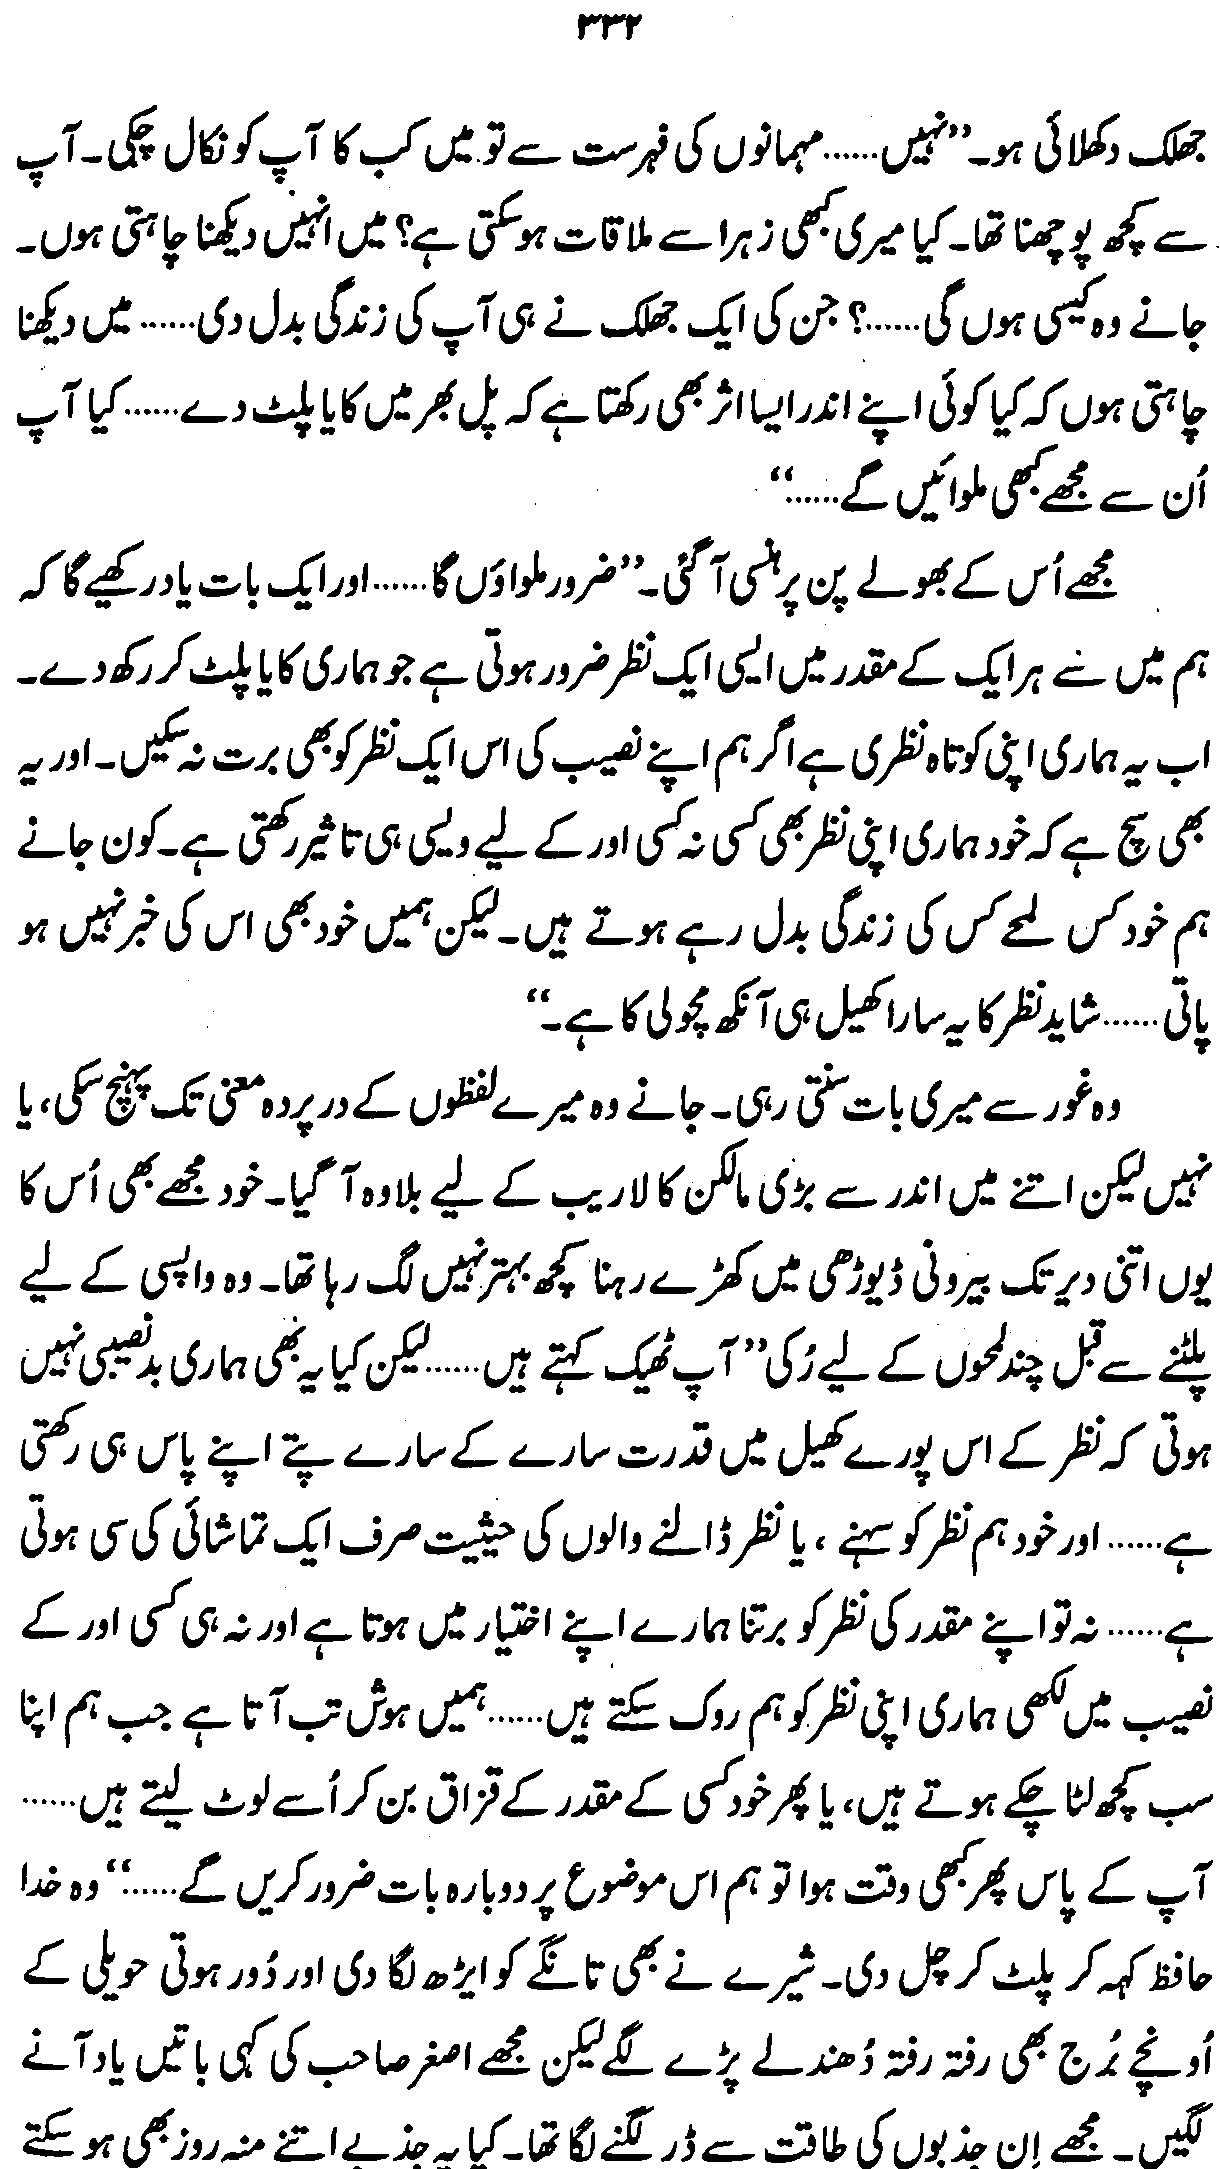 ۳۳۲
جھلک دکھلائی ہو۔ ”نہیں......مہمانوں کی فہرست سے تو میں کب کا آپ کو نکال چکی۔ آپ
سے کچھ پوچھنا تھا۔ کیا میری کبھی زہرا سے ملاقات ہو سکتی ہے؟ میں انہیں دیکھنا چاہتی ہوں۔
جانے وہ کیسی ہوں گی......؟ جن کی ایک جھلک نے ہی آپ کی زندگی بدل دی...... میں دیکھنا
چاہتی ہوں کہ کیا کوئی اپنے اندر ایسا اثر بھی رکھتا ہے کہ پل بھر میں کایا پلٹ دے...... کیا آپ
اُن سے مجھے کبھی ملوائیں گے......“
مجھے اُس کے بھولے پن پر ہنسی آ گئی۔ ”ضرور ملواؤں گا......اور ایک بات یاد رکھیے گا کہ
ہم میں سے ہر ایک کے مقدر میں ایسی ایک نظر ضرور ہوتی ہے جو ہماری کایا پلٹ کر رکھ دے۔
اب یہ ہماری اپنی کوتاہ نظری ہے اگر ہم اپنے نصیب کی اس ایک نظر کو بھی برت نہ سکیں۔ اور یہ
بھی سچ ہے کہ خود ہماری اپنی نظر بھی کسی نہ کسی اور کے لیے ویسی ہی تاثیر رکھتی ہے۔ کون جانے
ہم خود کس لمحے کس کی زندگی بدل رہے ہوتے ہیں۔ لیکن ہمیں خود بھی اس کی خبر نہیں ہو
پاتی...... شاید نظر کا یہ سارا کھیل ہی آنکھ مچولی کا ہے۔“
وہ غور سے میری بات سنتی رہی۔ جانے وہ میرے لفظوں کے در پردہ معنی تک پہنچ سکی، یا
نہیں لیکن اتنے میں اندر سے بڑی مالکن کا لاریب کے لیے بلاوہ آ گیا۔ خود مجھے بھی اُس کا
یوں اتنی دیر تک بیرونی ڈیوڑھی میں کھڑے رہنا کچھ بہتر نہیں لگ رہا تھا۔ وہ واپسی کے لیے
پلٹنے سے قبل چند لمحوں کے لیے رُکی ”آپ ٹھیک کہتے ہیں......لیکن کیا یہ بھی ہماری بدنصیبی نہیں
ہوتی کہ نظر کے اس پورے کھیل میں قدرت سارے کے سارے پتے اپنے پاس ہی رکھتی
ہے...... اور خود ہم نظر کو سہنے ، یا نظر ڈالنے والوں کی حیثیت صرف ایک تماشائی کی سی ہوتی
ہے...... نہ تو اپنے مقدر کی نظر کو برتنا ہمارے اپنے اختیار میں ہوتا ہے اور نہ ہی کسی اور کے
نصیب میں لکھی ہماری اپنی نظر کو ہم روک سکتے ہیں......ہمیں ہوش تب آتا ہے جب ہم اپنا
سب کچھ لٹا چکے ہوتے ہیں، یا پھر خود کسی کے مقدر کے قزاق بن کر اُسے لوٹ لیتے ہیں......
آپ کے پاس پھر کبھی وقت ہوا تو ہم اس موضوع پر دوبارہ بات ضرور کریں گے......“ وہ خدا
حافظ کہہ کر پلٹ کر چل دی۔ شیرے نے بھی تانگے کو ایڑھ لگا دی اور دُور ہوتی حویلی کے
اُونچے بُرج بھی رفتہ رفتہ دُھندلے پڑے لگے لیکن مجھے اصغر صاحب کی کہی باتیں یاد آنے
لگیں۔ مجھے اِن جذبوں کی طاقت سے ڈر لگنے لگا تھا۔ کیا یہ جذبے اتنے منہ روز بھی ہو سکتے